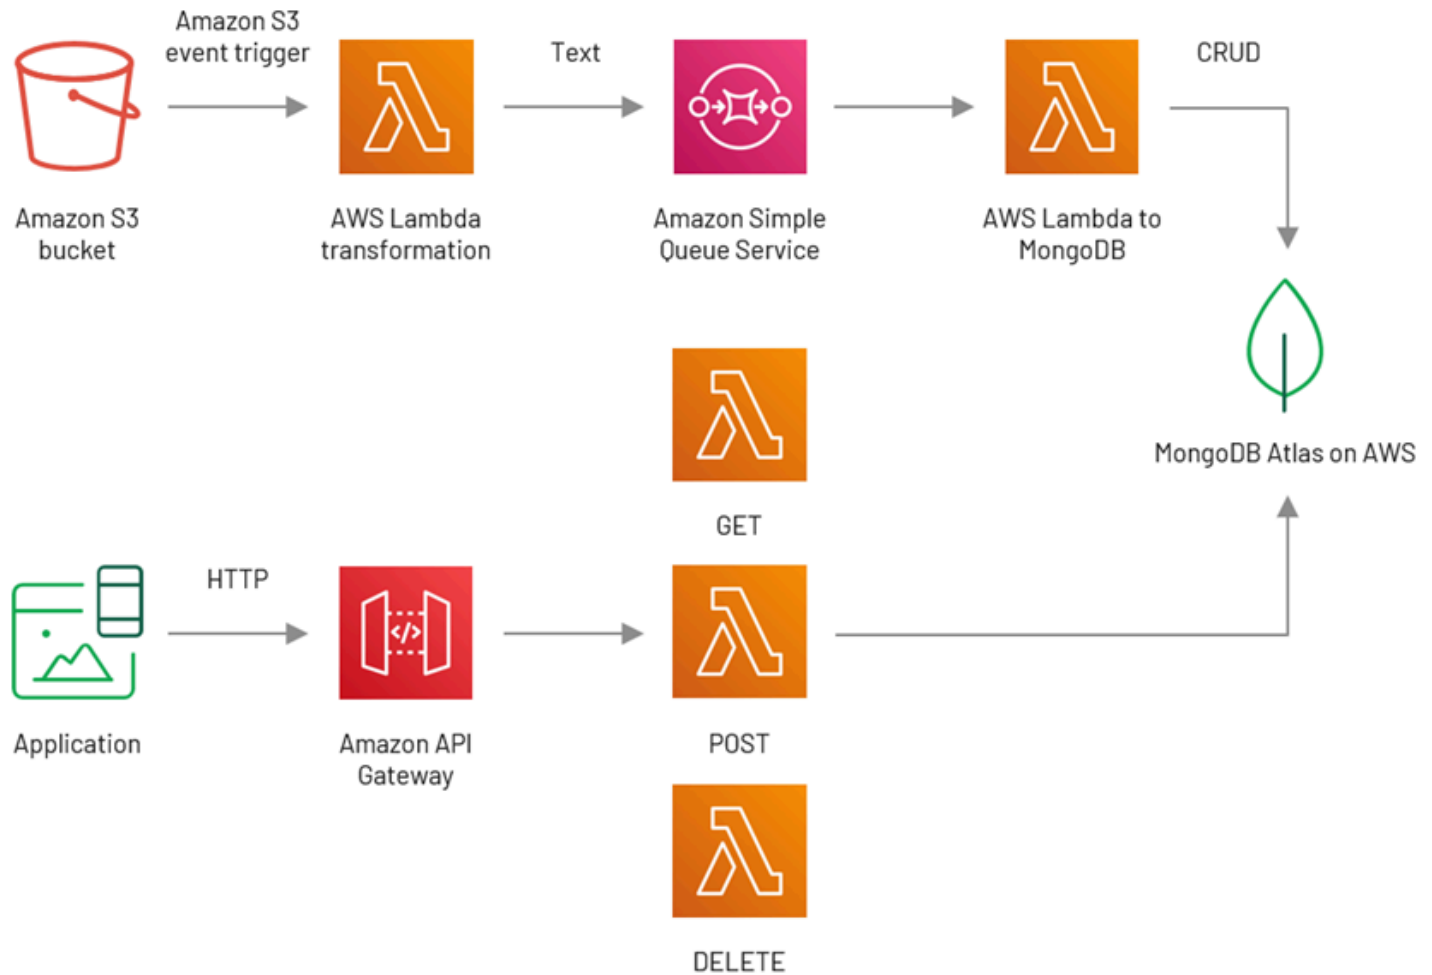 Amazon S3
event trigger
Text
CRUD
Amazon S3
bucket
AWS Lambda
transformation
Amazon Simple
Queue Service
AWS Lambda to
MongoDB
MongoDB Atlas on AWS
GET
HTTP
</>
Application
Amazon API
Gateway
POST
DELETE